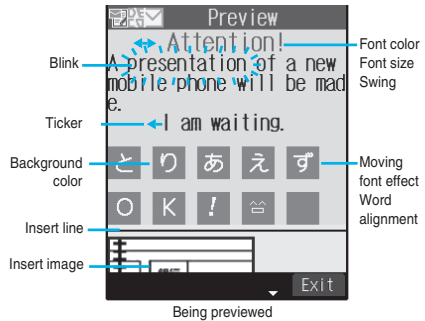 Preview
Attention!
A presentation of a new
mobile phone will be mad
e.
I am waiting.
とりあえず
OK!
Exit
Blink
Ticker
Background
color
Insert line
Insert image
Font color
Font size
Swing
Moving
font effect
Word
alignment
Being previewed